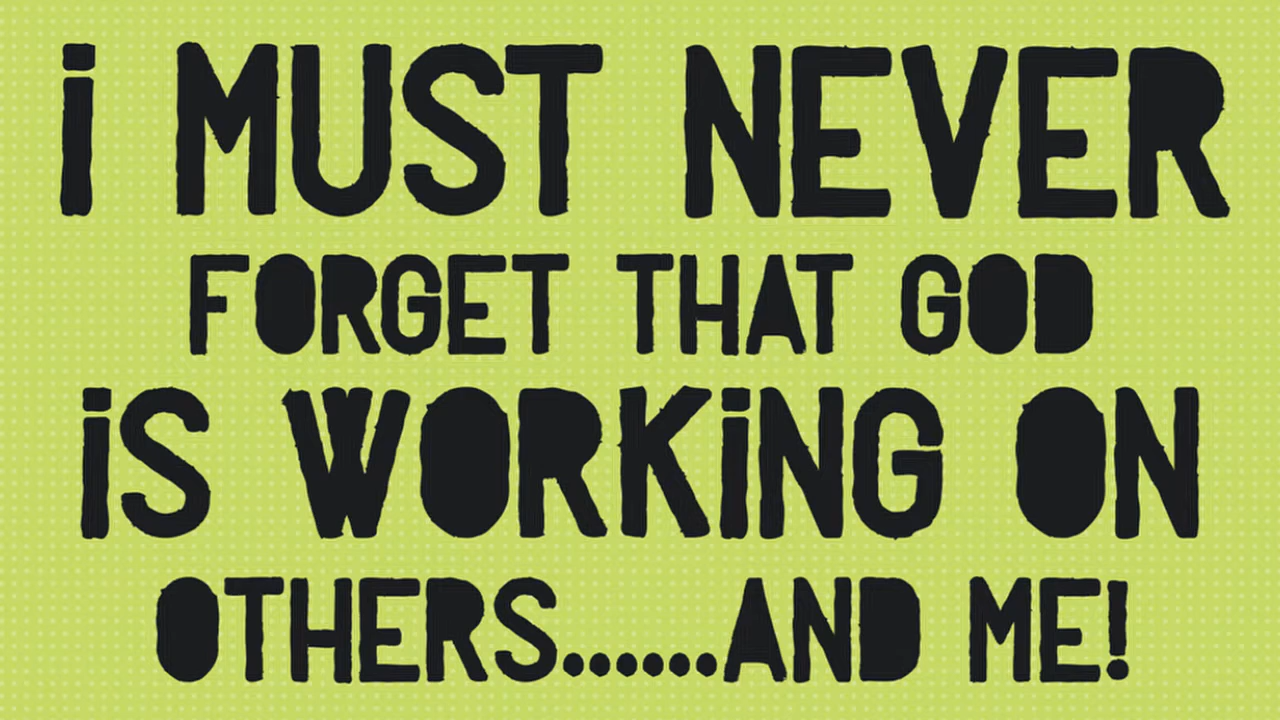 i MUST NEVER
FORGET THAT GOD
iS WORKiNG ON
OTHERS......AND ME!